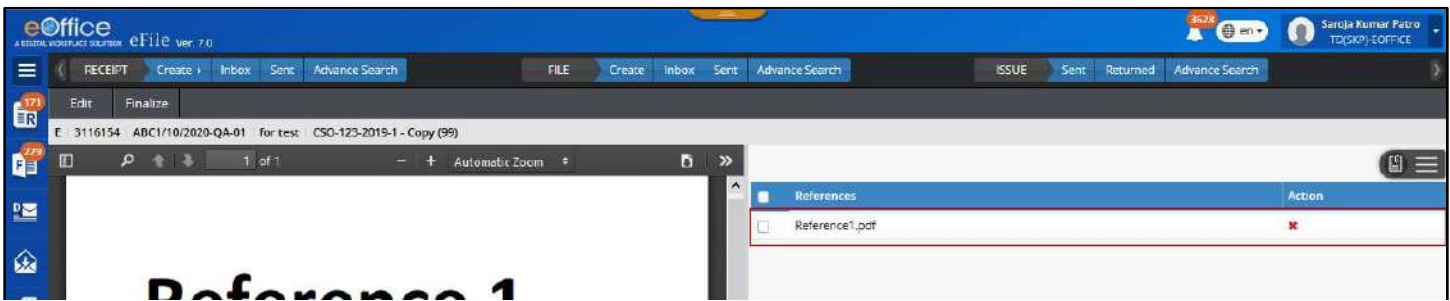 eOffice
A DIGITAL WORKPLACE SOLUTION eFile Ver. 7.0
3628
en
Saroja Kumar Patro
TD(SKP)-EOFFICE
RECEIPT Create Inbox Sent Advance Search FILE Create Inbox Sent Advance Search ISSUE Sent Returned Advance Search
171
R
Edit Finalize
E 3116154 ABC1/10/2020-QA-01 for test CSO-123-2019-1 - Copy (99)
279
F
1 of 1 − + Automatic Zoom
References Action
Reference1.pdf
D
Reference 1